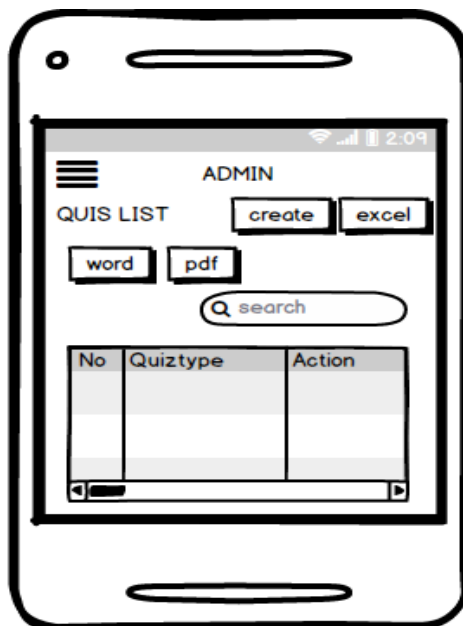 2:09
ADMIN
QUIS LIST create excel
word pdf
search
No Quiztype Action